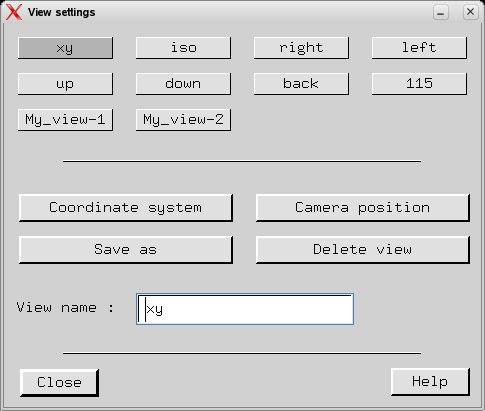 View settings
xy iso right left
up down back 115
My_view-1 My_view-2
Coordinate system Camera position
Save as Delete view
View name : xy
Close Help